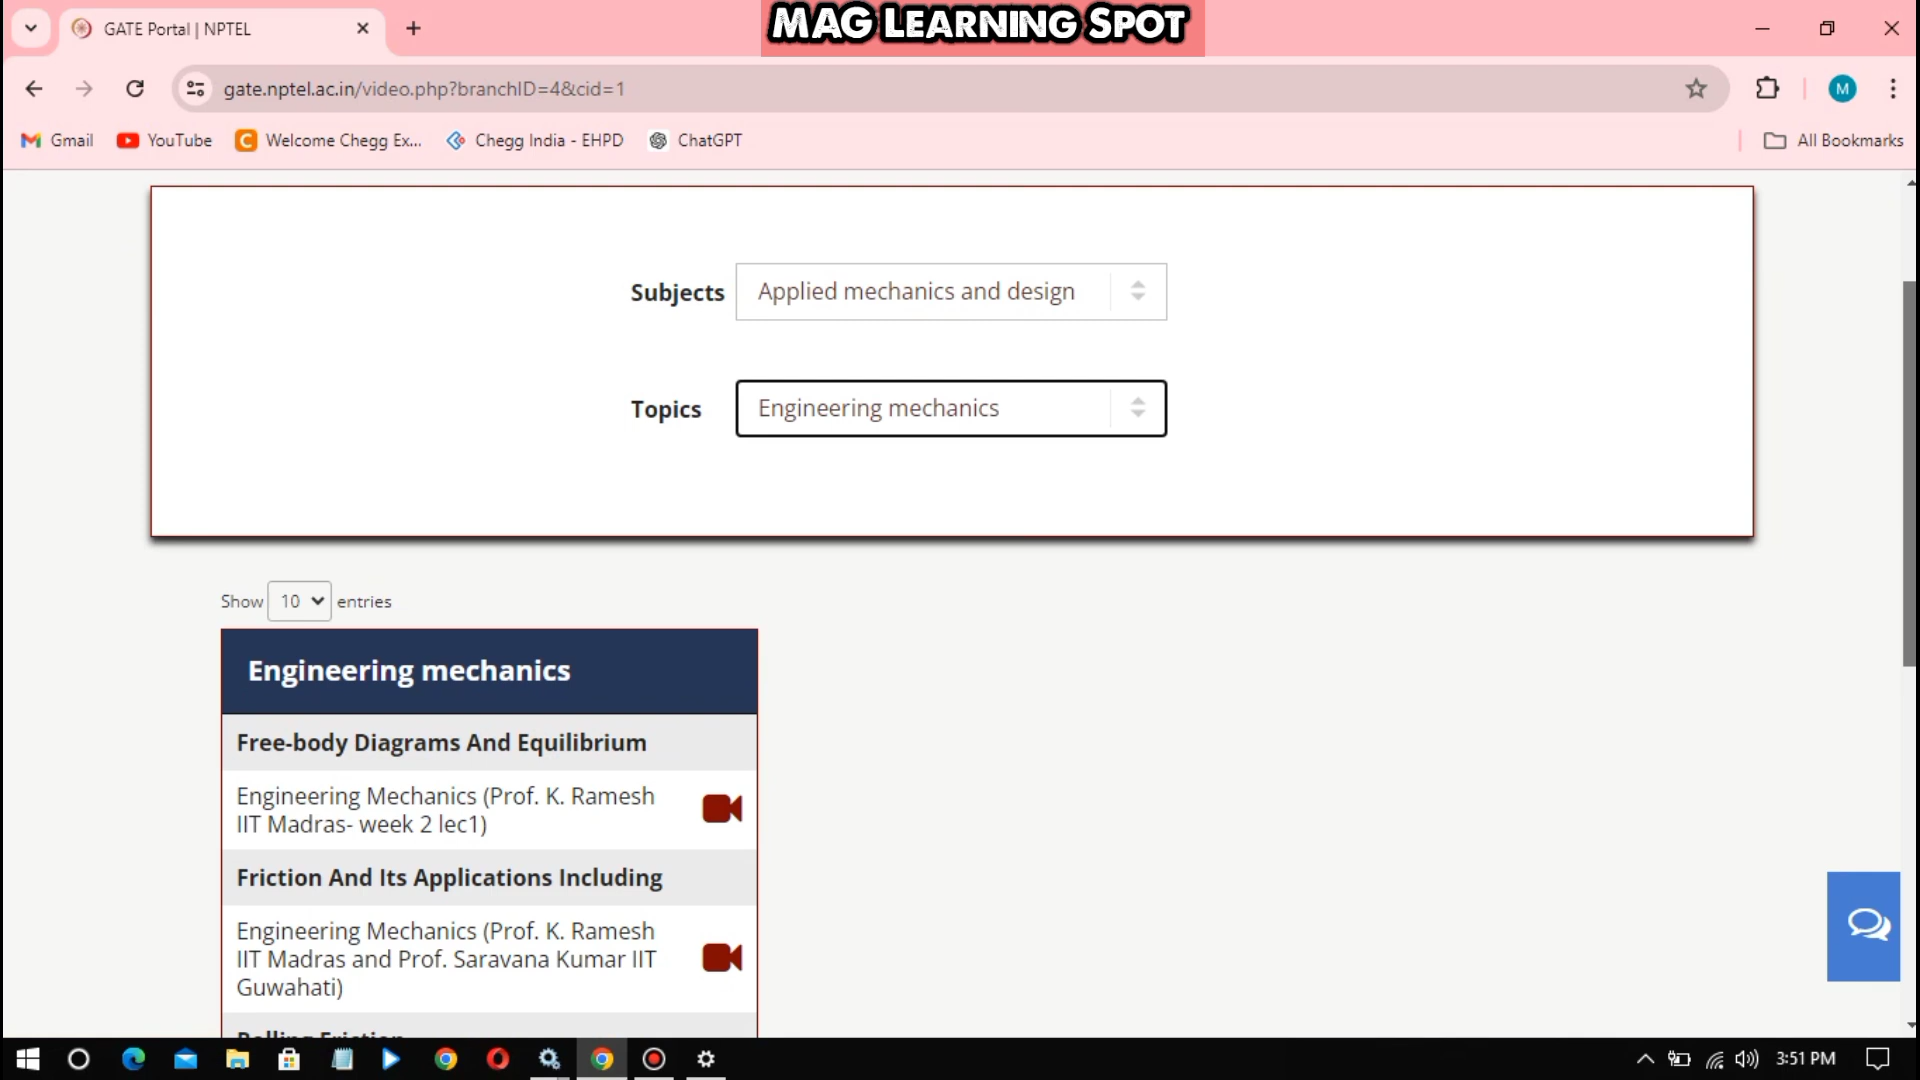 MAG LEARNING SPOT
GATE Portal | NPTEL
gate.nptel.ac.in/video.php?branchID=4&cid=1
M
Gmail
YouTube
Welcome Chegg Ex...
Chegg India - EHPD
ChatGPT
All Bookmarks
Subjects
Applied mechanics and design
Topics
Engineering mechanics
Show 10 entries
Engineering mechanics
Free-body Diagrams And Equilibrium
Engineering Mechanics (Prof. K. Ramesh
IIT Madras- week 2 lec1)
Friction And Its Applications Including
Engineering Mechanics (Prof. K. Ramesh
IIT Madras and Prof. Saravana Kumar IIT
Guwahati)
Rolling Friction
3:51 PM